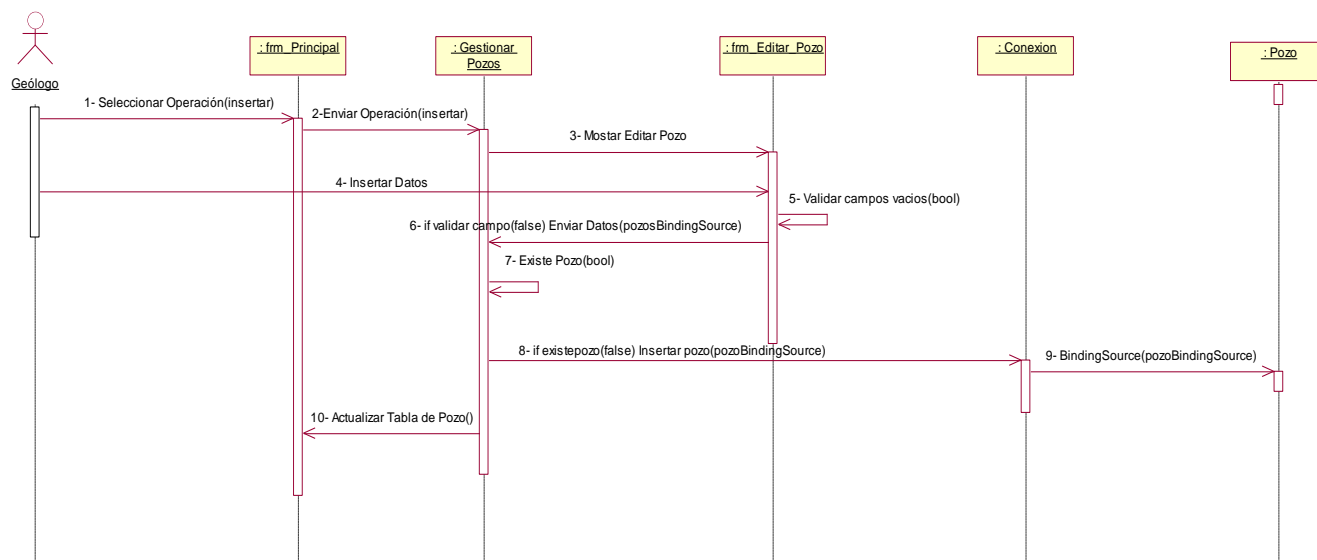 Geólogo
: frm_Principal
: Gestionar
Pozos
: frm_Editar_Pozo
: Conexion
: Pozo
1- Seleccionar Operación(insertar)
2-Enviar Operación(insertar)
3- Mostar Editar Pozo
4- Insertar Datos
5- Validar campos vacios(bool)
6- if validar campo(false) Enviar Datos(pozosBindingSource)
7- Existe Pozo(bool)
8- if existepozo(false) Insertar pozo(pozoBindingSource)
9- BindingSource(pozoBindingSource)
10- Actualizar Tabla de Pozo()